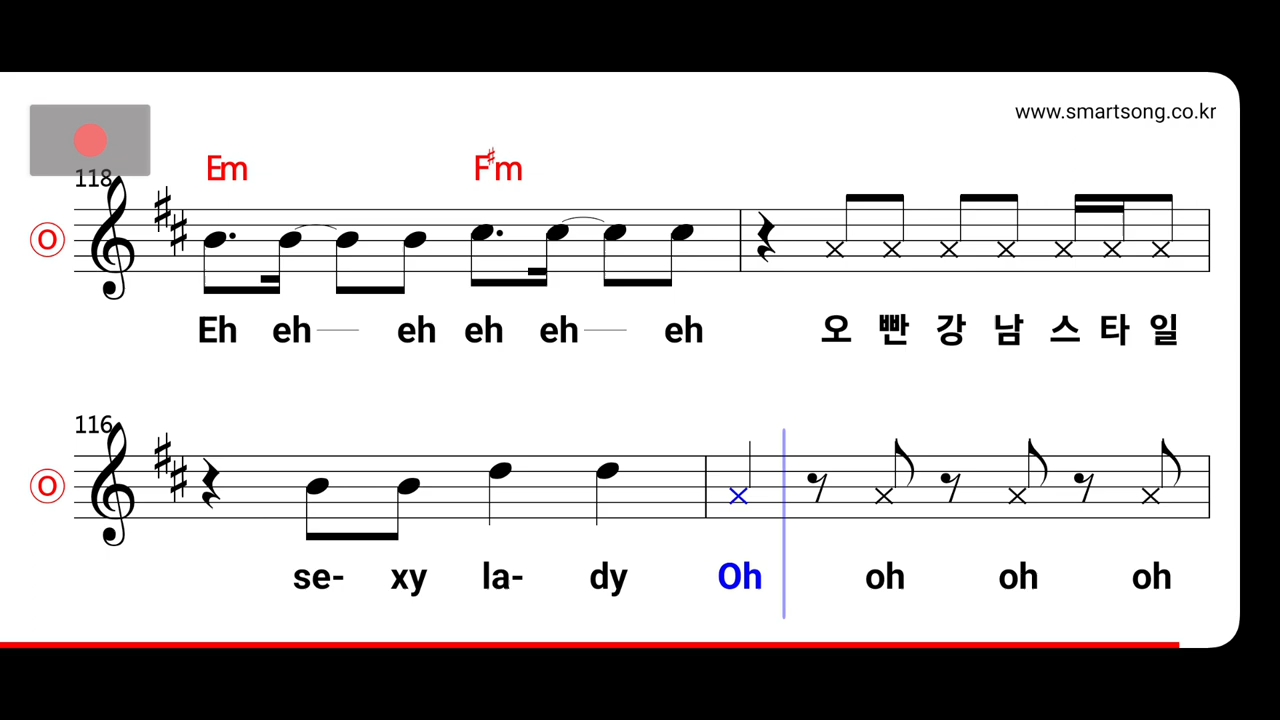 www.smartsong.co.kr
Em F♯m
118
O
Eh eh eh eh eh eh 오 빤 강 남 스 타 일
116
O
se- xy la- dy Oh oh oh oh